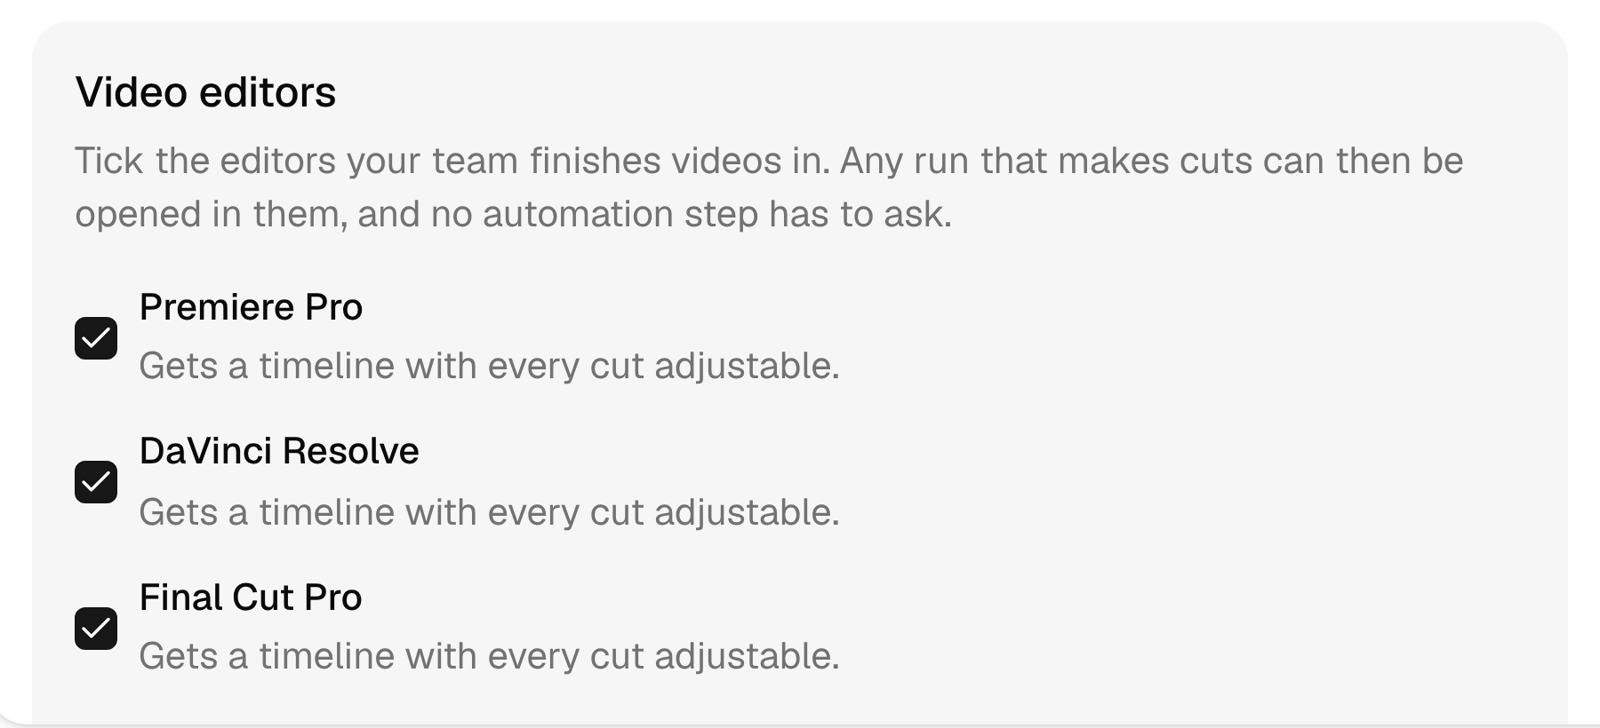 Video editors
Tick the editors your team finishes videos in. Any run that makes cuts can then be
opened in them, and no automation step has to ask.
Premiere Pro
Gets a timeline with every cut adjustable.
DaVinci Resolve
Gets a timeline with every cut adjustable.
Final Cut Pro
Gets a timeline with every cut adjustable.